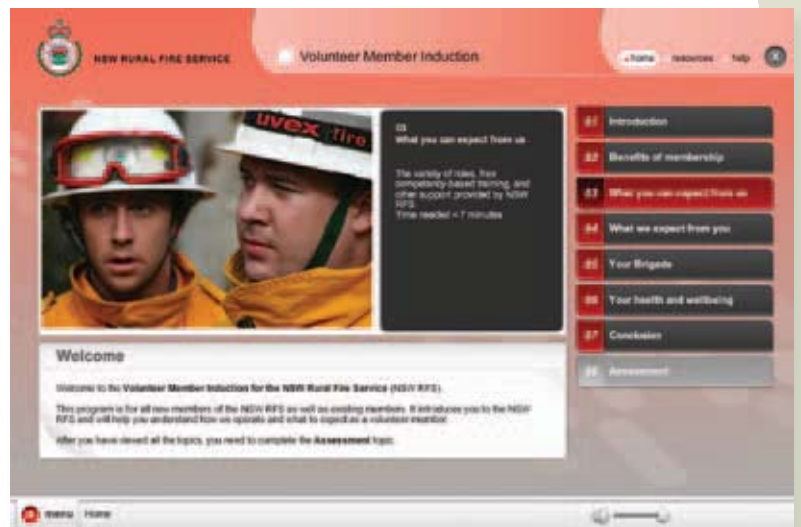 NSW RURAL FIRE SERVICE
Volunteer Member Induction
home resources help
uvex fire
03
What you can expect from us
The variety of roles, free
competency-based training, and
other support provided by NSW
RFS
Time needed = 7 minutes
01 Introduction
02 Benefits of membership
03 What you can expect from us
04 What we expect from you
05 Your Brigade
06 Your health and wellbeing
07 Conclusion
08 Assessment
Welcome
Welcome to the Volunteer Member Induction for the NSW Rural Fire Service (NSW RFS).
This program is for all new members of the NSW RFS as well as existing members. It introduces you to the NSW
RFS and will help you understand how we operate and what to expect as a volunteer member.
After you have viewed all the topics, you need to complete the Assessment topic.
menu Home